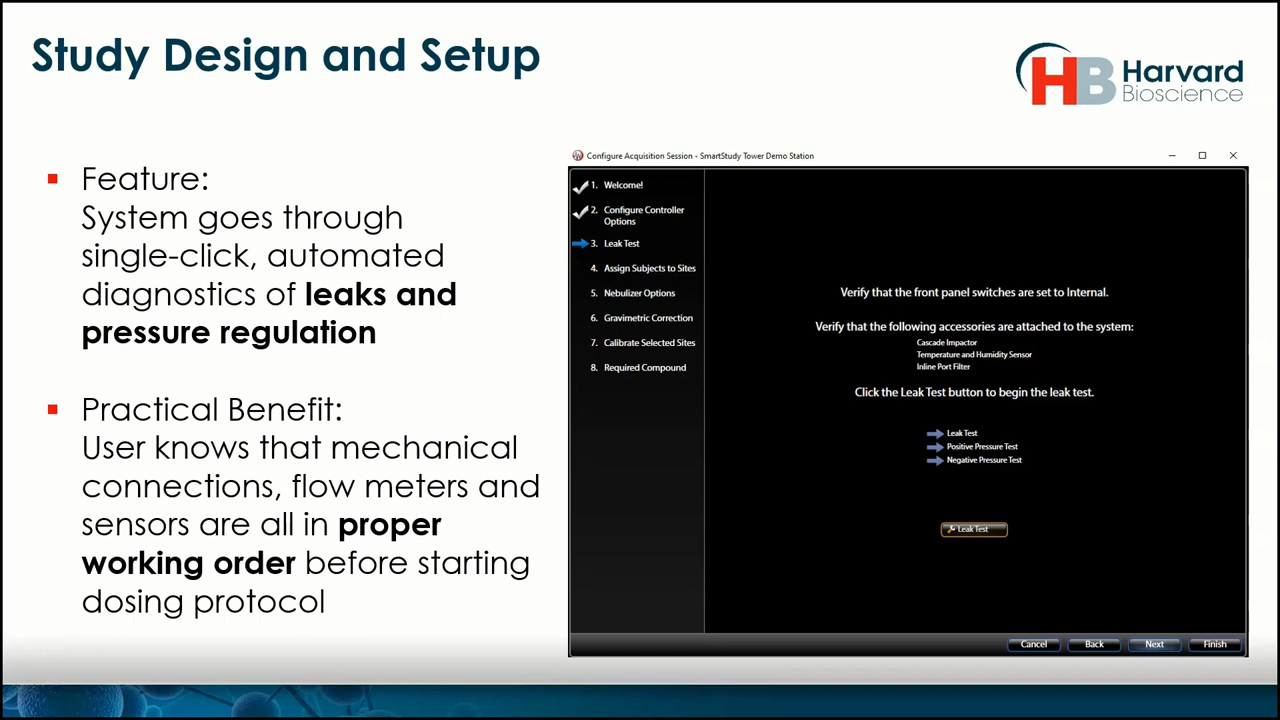 Study Design and Setup
HB Harvard
Bioscience
Feature:
System goes through
single-click, automated
diagnostics of leaks and
pressure regulation
Practical Benefit:
User knows that mechanical
connections, flow meters and
sensors are all in proper
working order before starting
dosing protocol
Configure Acquisition Session - SmartStudy Tower Demo Station
1. Welcome!
2. Configure Controller
Options
3. Leak Test
4. Assign Subjects to Sites
5. Nebulizer Options
6. Gravimetric Correction
7. Calibrate Selected Sites
8. Required Compound
Verify that the front panel switches are set to Internal.
Verify that the following accessories are attached to the system:
Cascade Impactor
Temperature and Humidity Sensor
Inline Port Filter
Click the Leak Test button to begin the leak test.
Leak Test
Positive Pressure Test
Negative Pressure Test
Leak Test
Cancel Back Next Finish